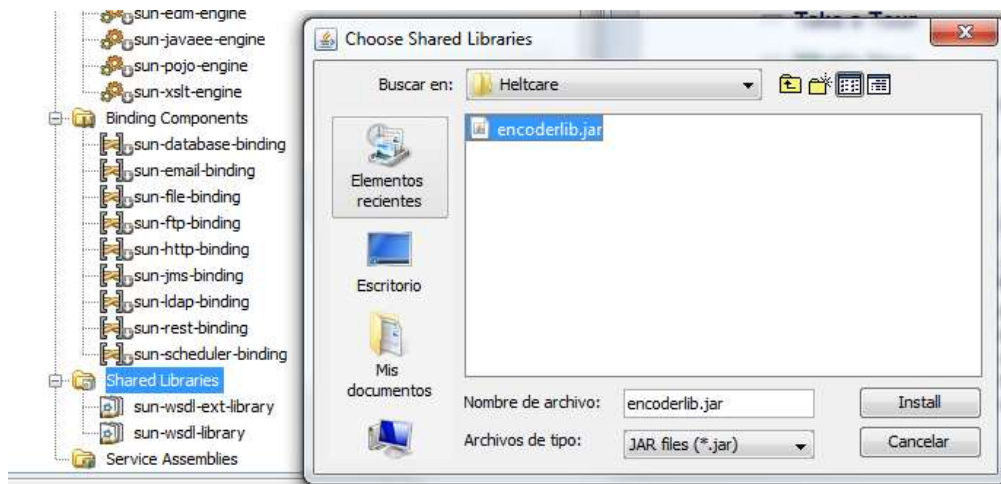 sun-edm-engine
sun-javaee-engine
sun-pojo-engine
sun-xslt-engine
Binding Components
sun-database-binding
sun-email-binding
sun-file-binding
sun-ftp-binding
sun-http-binding
sun-jms-binding
sun-ldap-binding
sun-rest-binding
sun-scheduler-binding
Shared Libraries
sun-wsdl-ext-library
sun-wsdl-library
Service Assemblies
Take a Tour
Choose Shared Libraries
Buscar en:
Heltcare
encoderlib.jar
Elementos
recientes
Escritorio
Mis
documentos
Nombre de archivo:
encoderlib.jar
Install
Archivos de tipo:
JAR files (*.jar)
Cancelar